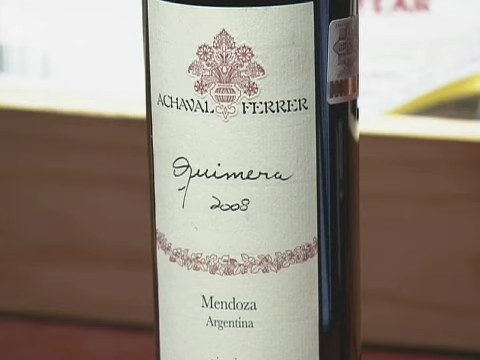 ACHAVAL FERRER
Quimera
2008
Mendoza
Argentina